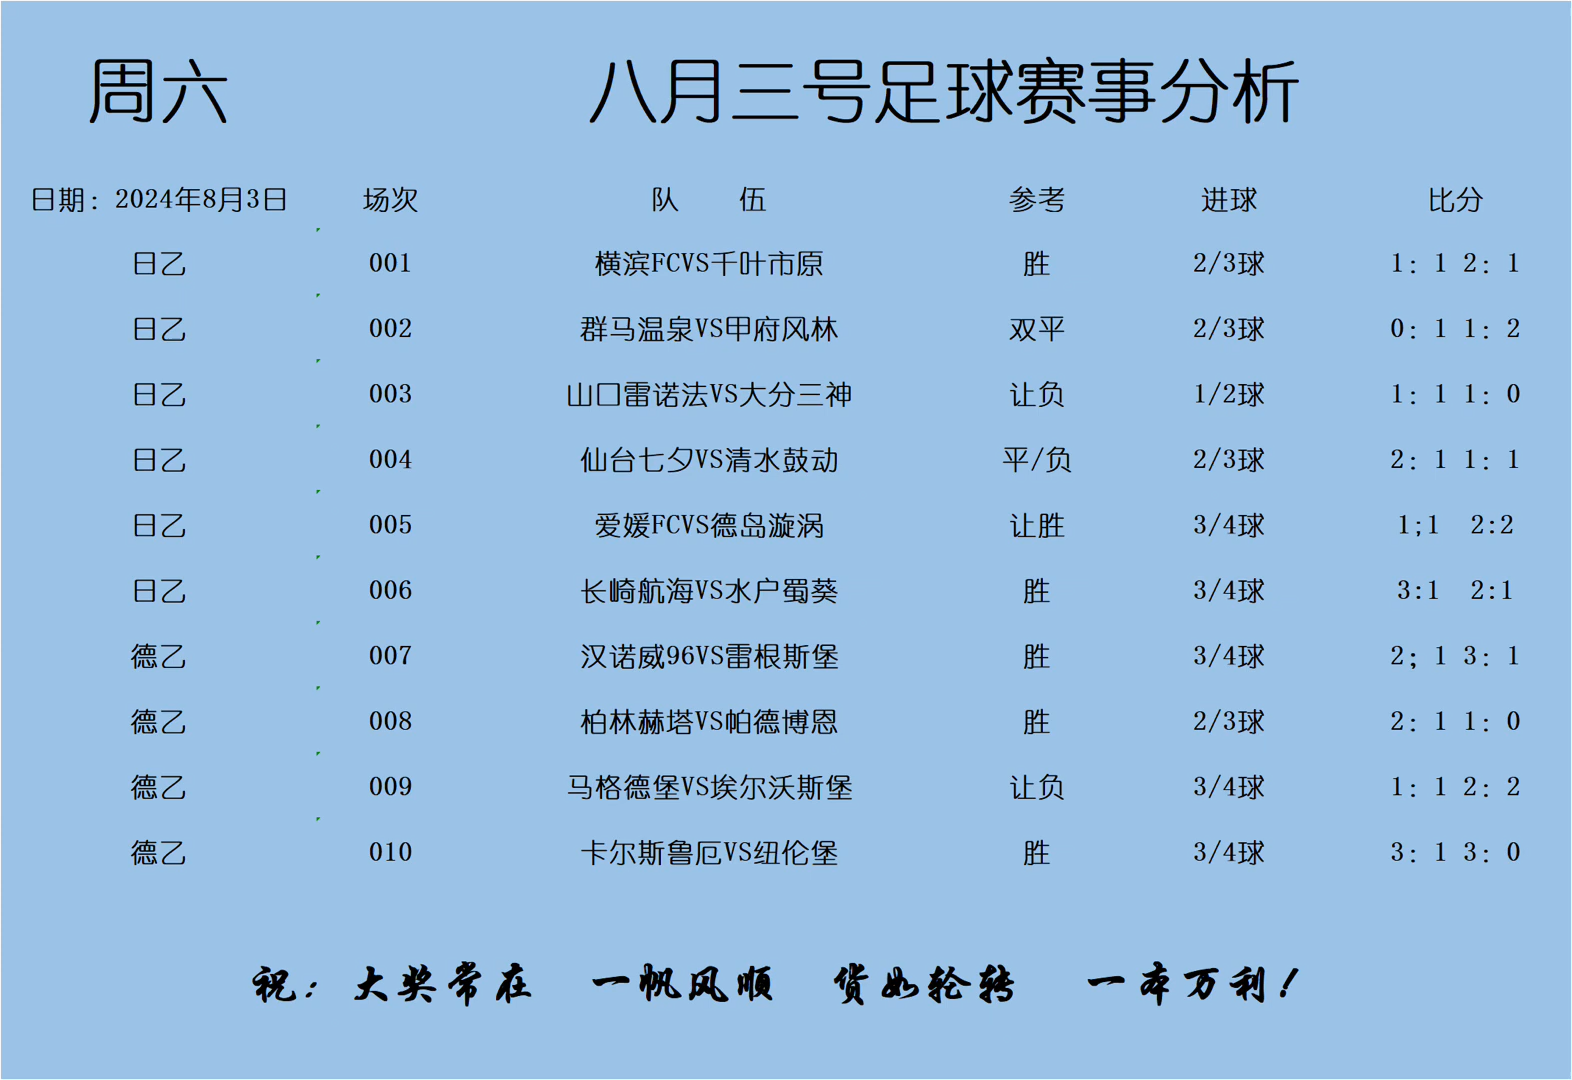 周六 八月三号足球赛事分析
日期：2024年8月3日 场次 队 伍 参考 进球 比分
日乙 001 横滨FCVS千叶市原 胜 2/3球 1：1 2：1
日乙 002 群马温泉VS甲府风林 双平 2/3球 0：1 1：2
日乙 003 山口雷诺法VS大分三神 让负 1/2球 1：1 1：0
日乙 004 仙台七夕VS清水鼓动 平/负 2/3球 2：1 1：1
日乙 005 爱媛FCVS德岛漩涡 让胜 3/4球 1;1 2:2
日乙 006 长崎航海VS水户蜀葵 胜 3/4球 3:1 2:1
德乙 007 汉诺威96VS雷根斯堡 胜 3/4球 2；1 3：1
德乙 008 柏林赫塔VS帕德博恩 胜 2/3球 2：1 1：0
德乙 009 马格德堡VS埃尔沃斯堡 让负 3/4球 1：1 2：2
德乙 010 卡尔斯鲁厄VS纽伦堡 胜 3/4球 3：1 3：0
祝：大奖常在 一帆风顺 货如轮转 一本万利！